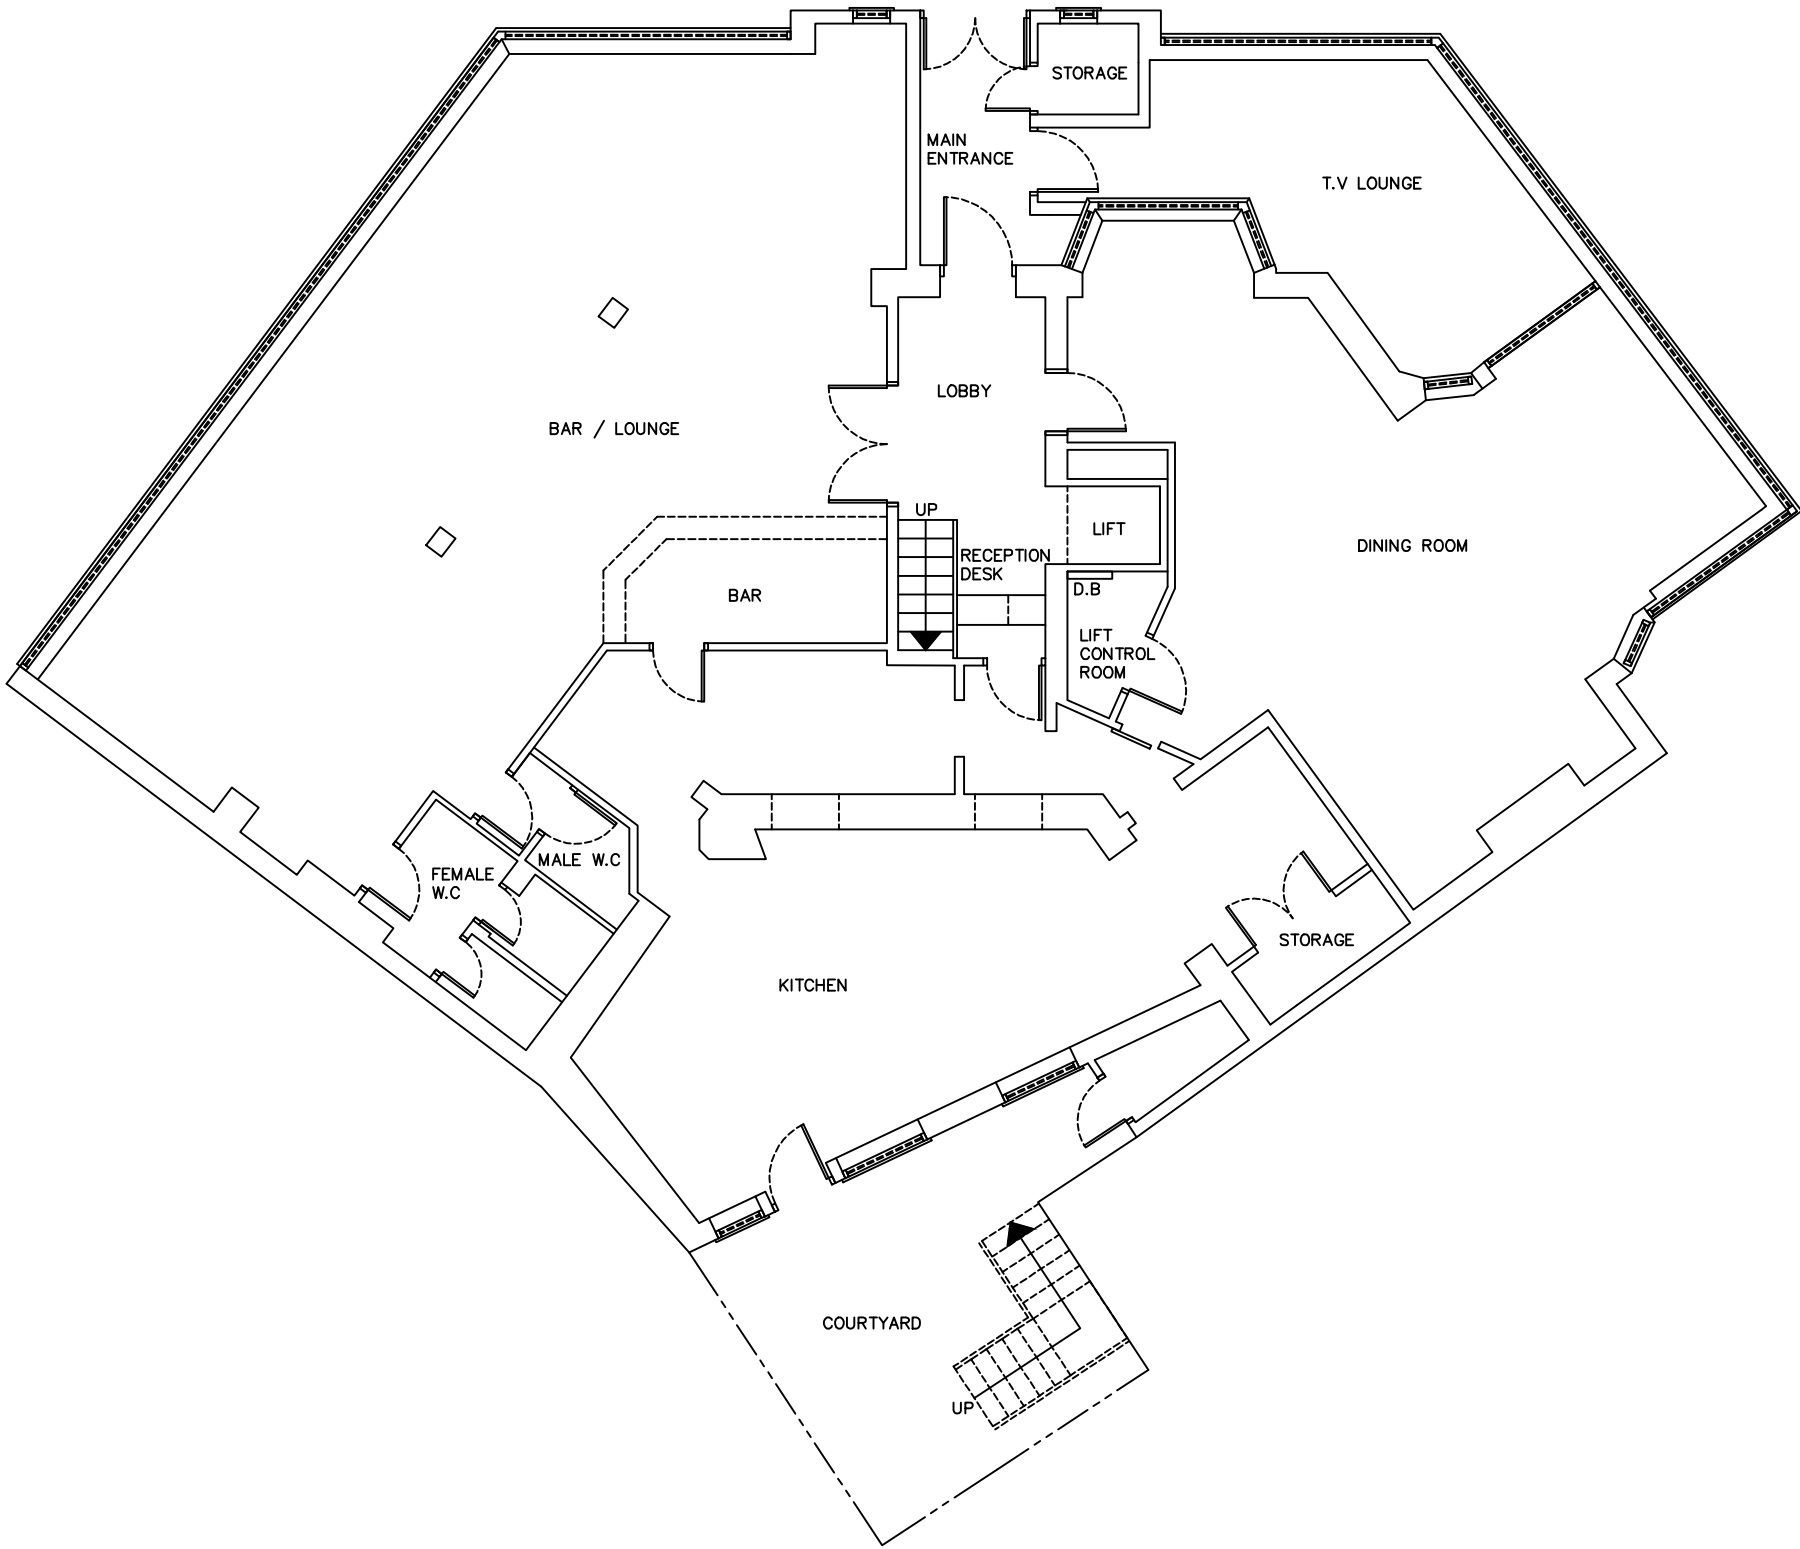 STORAGE
MAIN
ENTRANCE
T.V LOUNGE
LOBBY
BAR / LOUNGE
UP
LIFT
RECEPTION
DESK
DINING ROOM
D.B
BAR
LIFT
CONTROL
ROOM
MALE W.C
FEMALE
W.C
STORAGE
KITCHEN
COURTYARD
UP